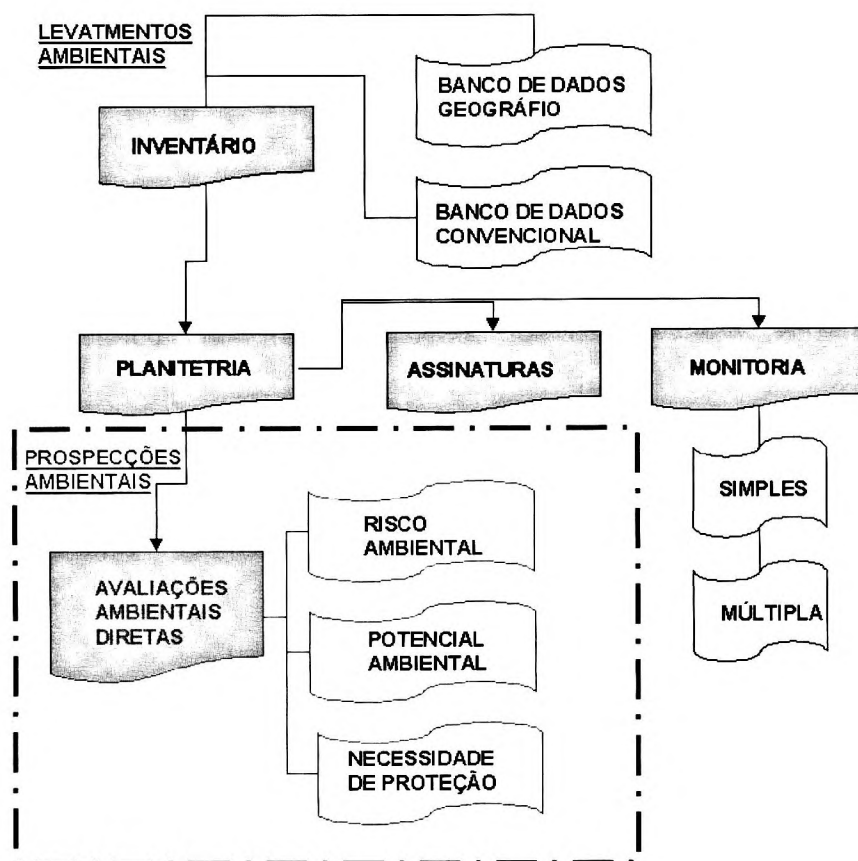 LEVATMENTOS
AMBIENTAIS
BANCO DE DADOS
GEOGRÁFIO
INVENTÁRIO
BANCO DE DADOS
CONVENCIONAL
PLANITETRIA
ASSINATURAS
MONITORIA
PROSPECÇÕES
AMBIENTAIS
SIMPLES
RISCO
AMBIENTAL
AVALIAÇÕES
AMBIENTAIS
DIRETAS
MÚLTIPLA
POTENCIAL
AMBIENTAL
NECESSIDADE
DE PROTEÇÃO